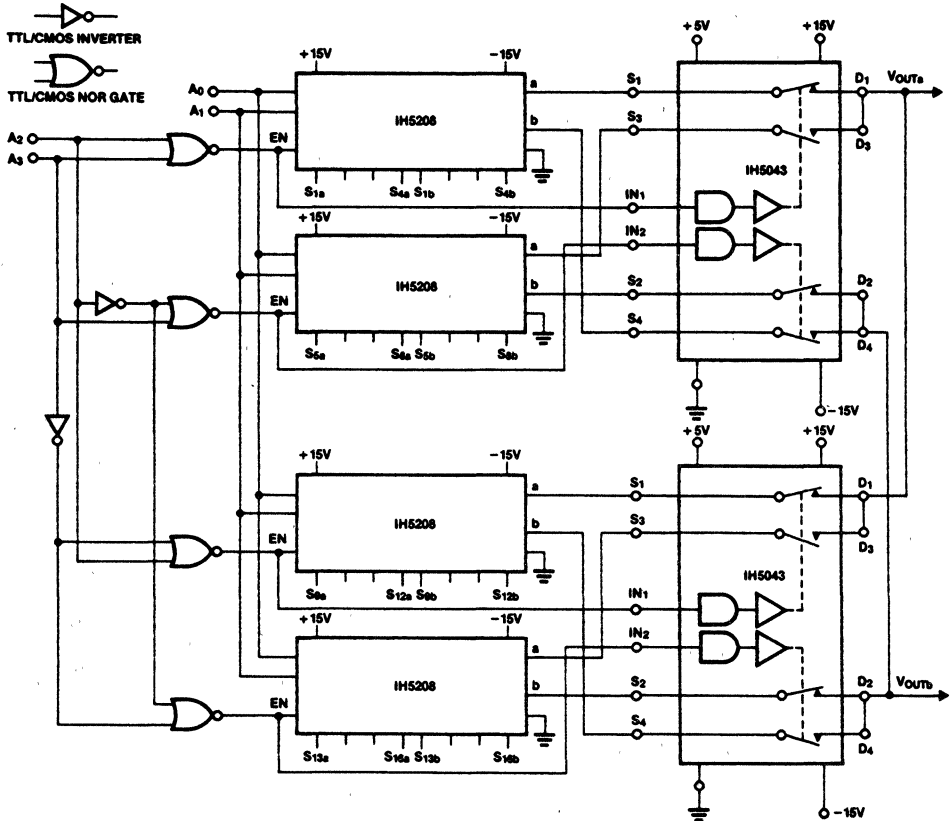 TTL/CMOS INVERTER
TTL/CMOS NOR GATE
A2
A3
A0
A1
EN
+15V
-15V
IH5208
a
b
S1a
S4a
S1b
S4b
+15V
-15V
EN
IH5208
a
b
S5a
S8a
S5b
S8b
S1
S3
IN1
IN2
S2
S4
+5V
+15V
IH5043
D1
D3
D2
D4
-15V
VOUTa
+15V
-15V
EN
IH5208
a
b
S9a
S12a
S9b
S12b
+15V
-15V
EN
IH5208
a
b
S13a
S16a
S13b
S16b
S1
S3
IN1
IN2
S2
S4
+5V
+15V
IH5043
D1
D3
D2
D4
-15V
VOUTb